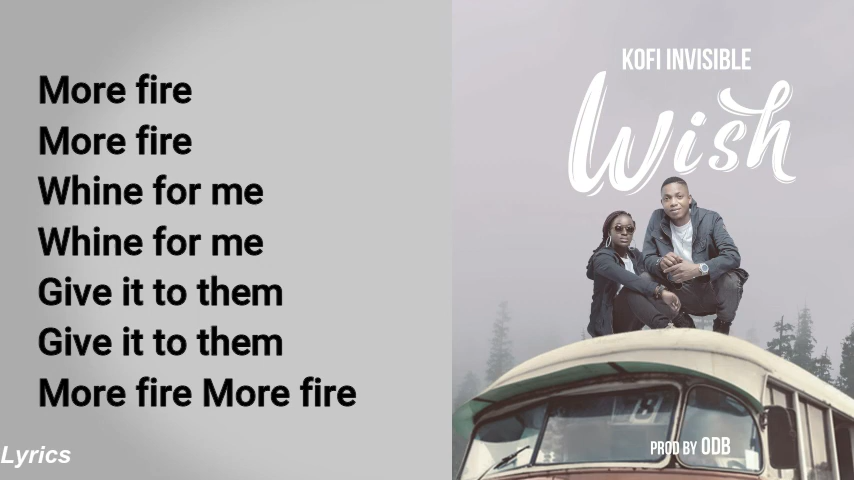 More fire
More fire
Whine for me
Whine for me
Give it to them
Give it to them
More fire More fire
Lyrics
KOFI INVISIBLE
Wish
PROD BY ODB